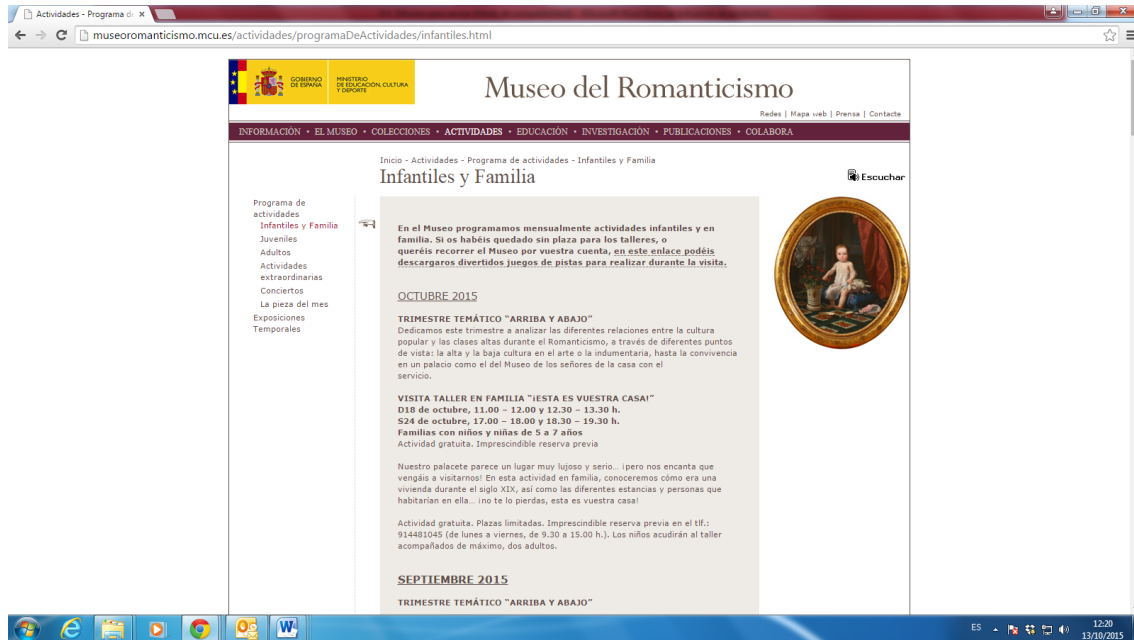 Actividades - Programa de
museoromanticismo.mcu.es/actividades/programaDeActividades/infantiles.html
GOBIERNO DE ESPAÑA
MINISTERIO DE EDUCACIÓN, CULTURA Y DEPORTE
Museo del Romanticismo
Redes | Mapa web | Prensa | Contacte
INFORMACIÓN • EL MUSEO • COLECCIONES • ACTIVIDADES • EDUCACIÓN • INVESTIGACIÓN • PUBLICACIONES • COLABORA
Inicio - Actividades - Programa de actividades - Infantiles y Familia
Infantiles y Familia
Escuchar
Programa de
actividades
Infantiles y Familia
Juveniles
Adultos
Actividades
extraordinarias
Conciertos
La pieza del mes
Exposiciones
Temporales
En el Museo programamos mensualmente actividades infantiles y en
familia. Si os habéis quedado sin plaza para los talleres, o
queréis recorrer el Museo por vuestra cuenta, en este enlace podéis
descargaros divertidos juegos de pistas para realizar durante la visita.
OCTUBRE 2015
TRIMESTRE TEMÁTICO "ARRIBA Y ABAJO"
Dedicamos este trimestre a analizar las diferentes relaciones entre la cultura
popular y las clases altas durante el Romanticismo, a través de diferentes puntos
de vista: la alta y la baja cultura en el arte o la indumentaria, hasta la convivencia
en un palacio como el del Museo de los señores de la casa con el
servicio.
VISITA TALLER EN FAMILIA "¡ESTA ES VUESTRA CASA!"
D18 de octubre, 11.00 – 12.00 y 12.30 – 13.30 h.
S24 de octubre, 17.00 – 18.00 y 18.30 – 19.30 h.
Familias con niños y niñas de 5 a 7 años
Actividad gratuita. Imprescindible reserva previa
Nuestro palacete parece un lugar muy lujoso y serio... ¡pero nos encanta que
vengáis a visitarnos! En esta actividad en familia, conoceremos cómo era una
vivienda durante el siglo XIX, así como las diferentes estancias y personas que
habitarían en ella... ¡no te lo pierdas, esta es vuestra casa!
Actividad gratuita. Plazas limitadas. Imprescindible reserva previa en el tlf.:
914481045 (de lunes a viernes, de 9.30 a 15.00 h.). Los niños acudirán al taller
acompañados de máximo, dos adultos.
SEPTIEMBRE 2015
TRIMESTRE TEMÁTICO "ARRIBA Y ABAJO"
ES
12:20
13/10/2015